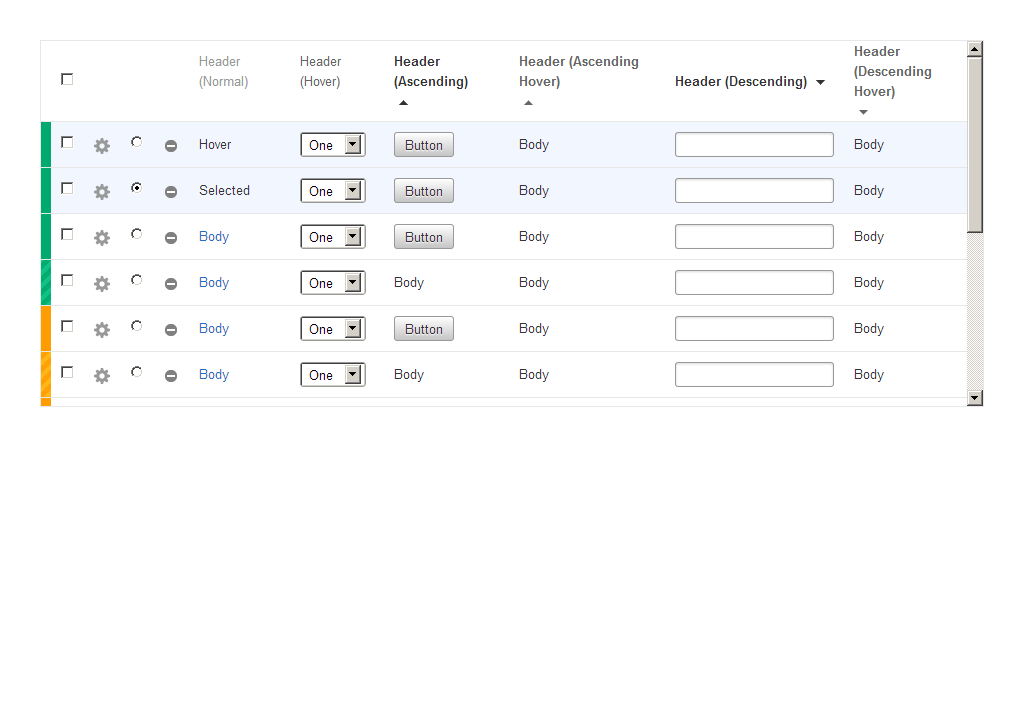 Header (Normal)
Header (Hover)
Header (Ascending)
Header (Ascending Hover)
Header (Descending)
Header (Descending Hover)
Hover One Button Body Body
Selected One Button Body Body
Body One Button Body Body
Body One Body Body Body
Body One Button Body Body
Body One Body Body Body